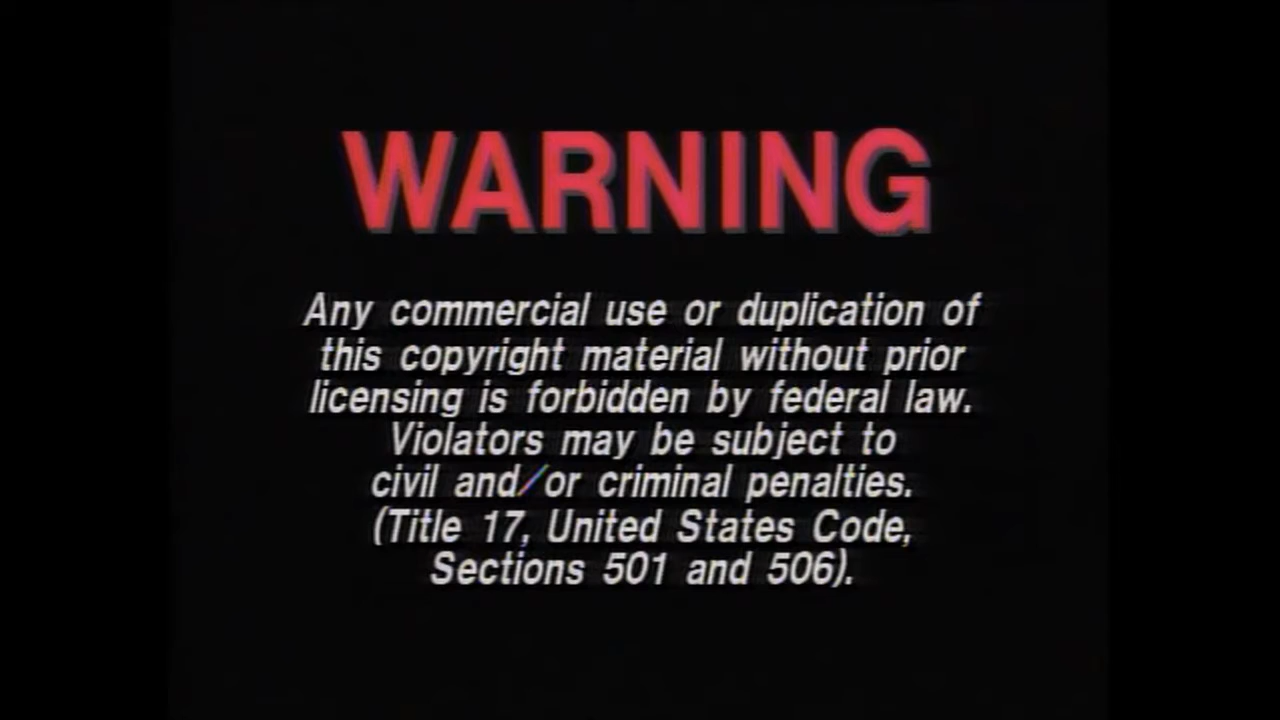 WARNING
Any commercial use or duplication of
this copyright material without prior
licensing is forbidden by federal law.
Violators may be subject to
civil and/or criminal penalties.
(Title 17, United States Code,
Sections 501 and 506).